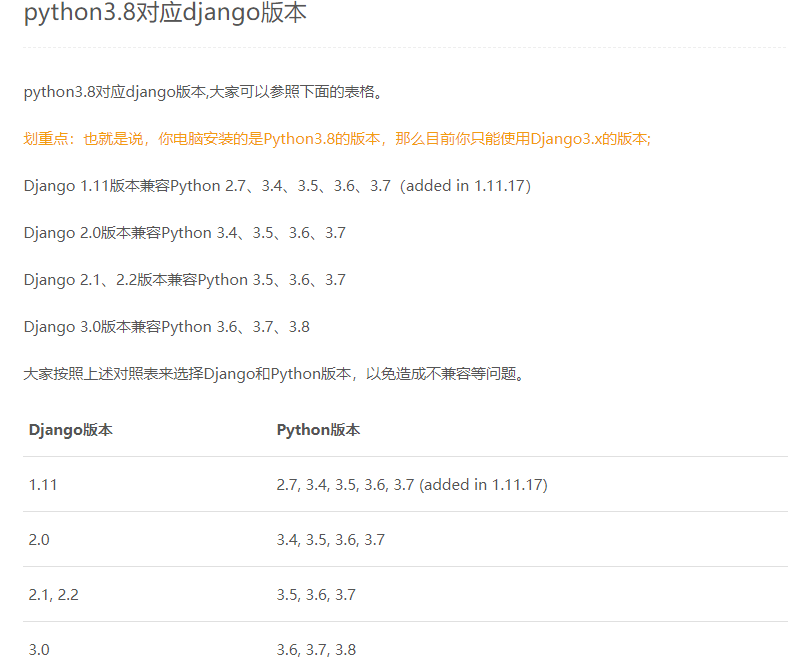 python3.8对应django版本
python3.8对应django版本,大家可以参照下面的表格。
划重点：也就是说，你电脑安装的是Python3.8的版本，那么目前你只能使用Django3.x的版本;
Django 1.11版本兼容Python 2.7、3.4、3.5、3.6、3.7（added in 1.11.17）
Django 2.0版本兼容Python 3.4、3.5、3.6、3.7
Django 2.1、2.2版本兼容Python 3.5、3.6、3.7
Django 3.0版本兼容Python 3.6、3.7、3.8
大家按照上述对照表来选择Django和Python版本，以免造成不兼容等问题。
Django版本 Python版本
1.11 2.7, 3.4, 3.5, 3.6, 3.7 (added in 1.11.17)
2.0 3.4, 3.5, 3.6, 3.7
2.1, 2.2 3.5, 3.6, 3.7
3.0 3.6, 3.7, 3.8